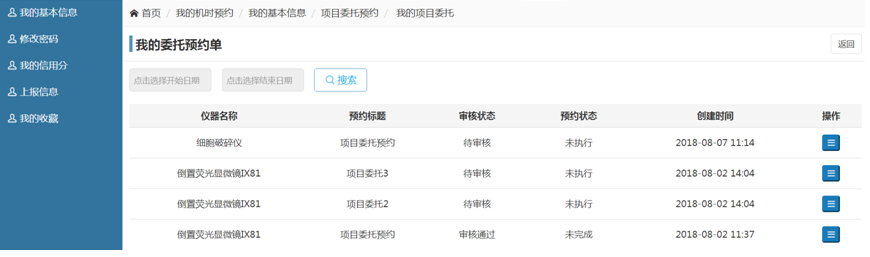 我的基本信息
修改密码
我的信用分
上报信息
我的收藏
首页 / 我的机时预约 / 我的基本信息 / 项目委托预约 / 我的项目委托
我的委托预约单
返回
点击选择开始日期 点击选择结束日期 搜索
仪器名称 预约标题 审核状态 预约状态 创建时间 操作
细胞破碎仪 项目委托预约 待审核 未执行 2018-08-07 11:14
倒置荧光显微镜IX81 项目委托3 待审核 未执行 2018-08-02 14:04
倒置荧光显微镜IX81 项目委托2 待审核 未执行 2018-08-02 14:04
倒置荧光显微镜IX81 项目委托预约 审核通过 未完成 2018-08-02 11:37